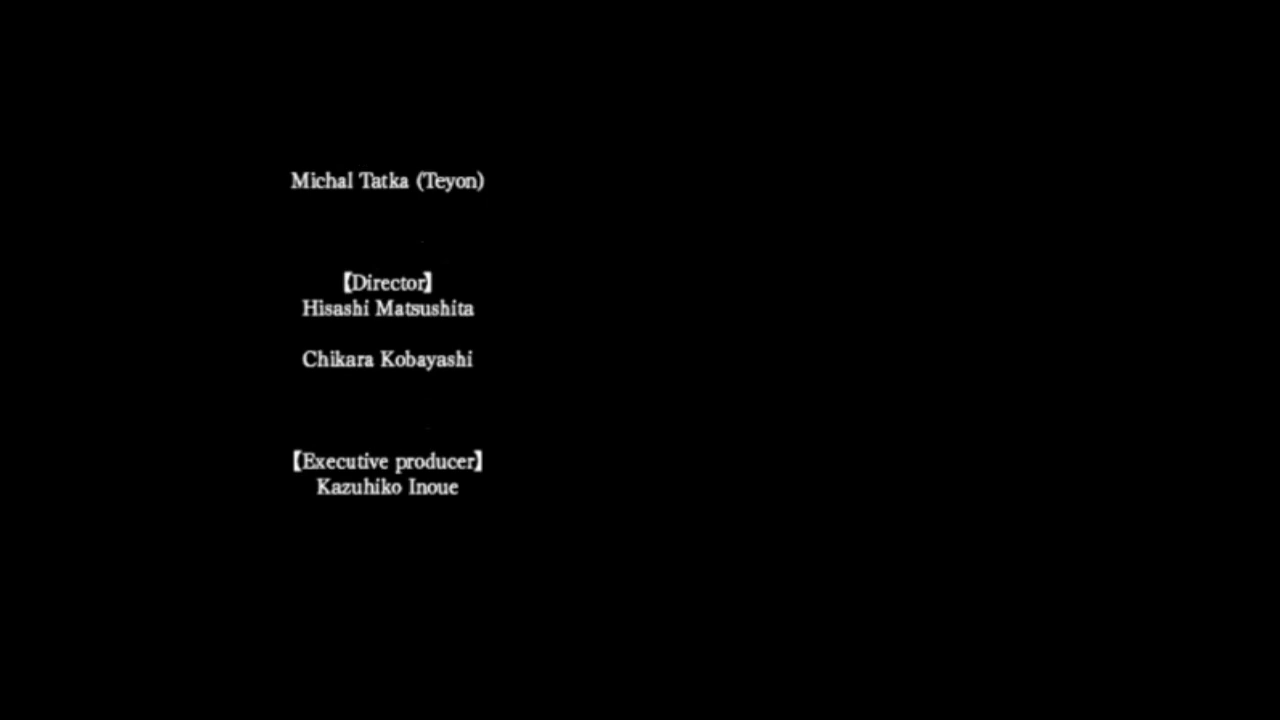 Michal Tatka (Teyon)
【Director】
Hisashi Matsushita
Chikara Kobayashi
【Executive producer】
Kazuhiko Inoue